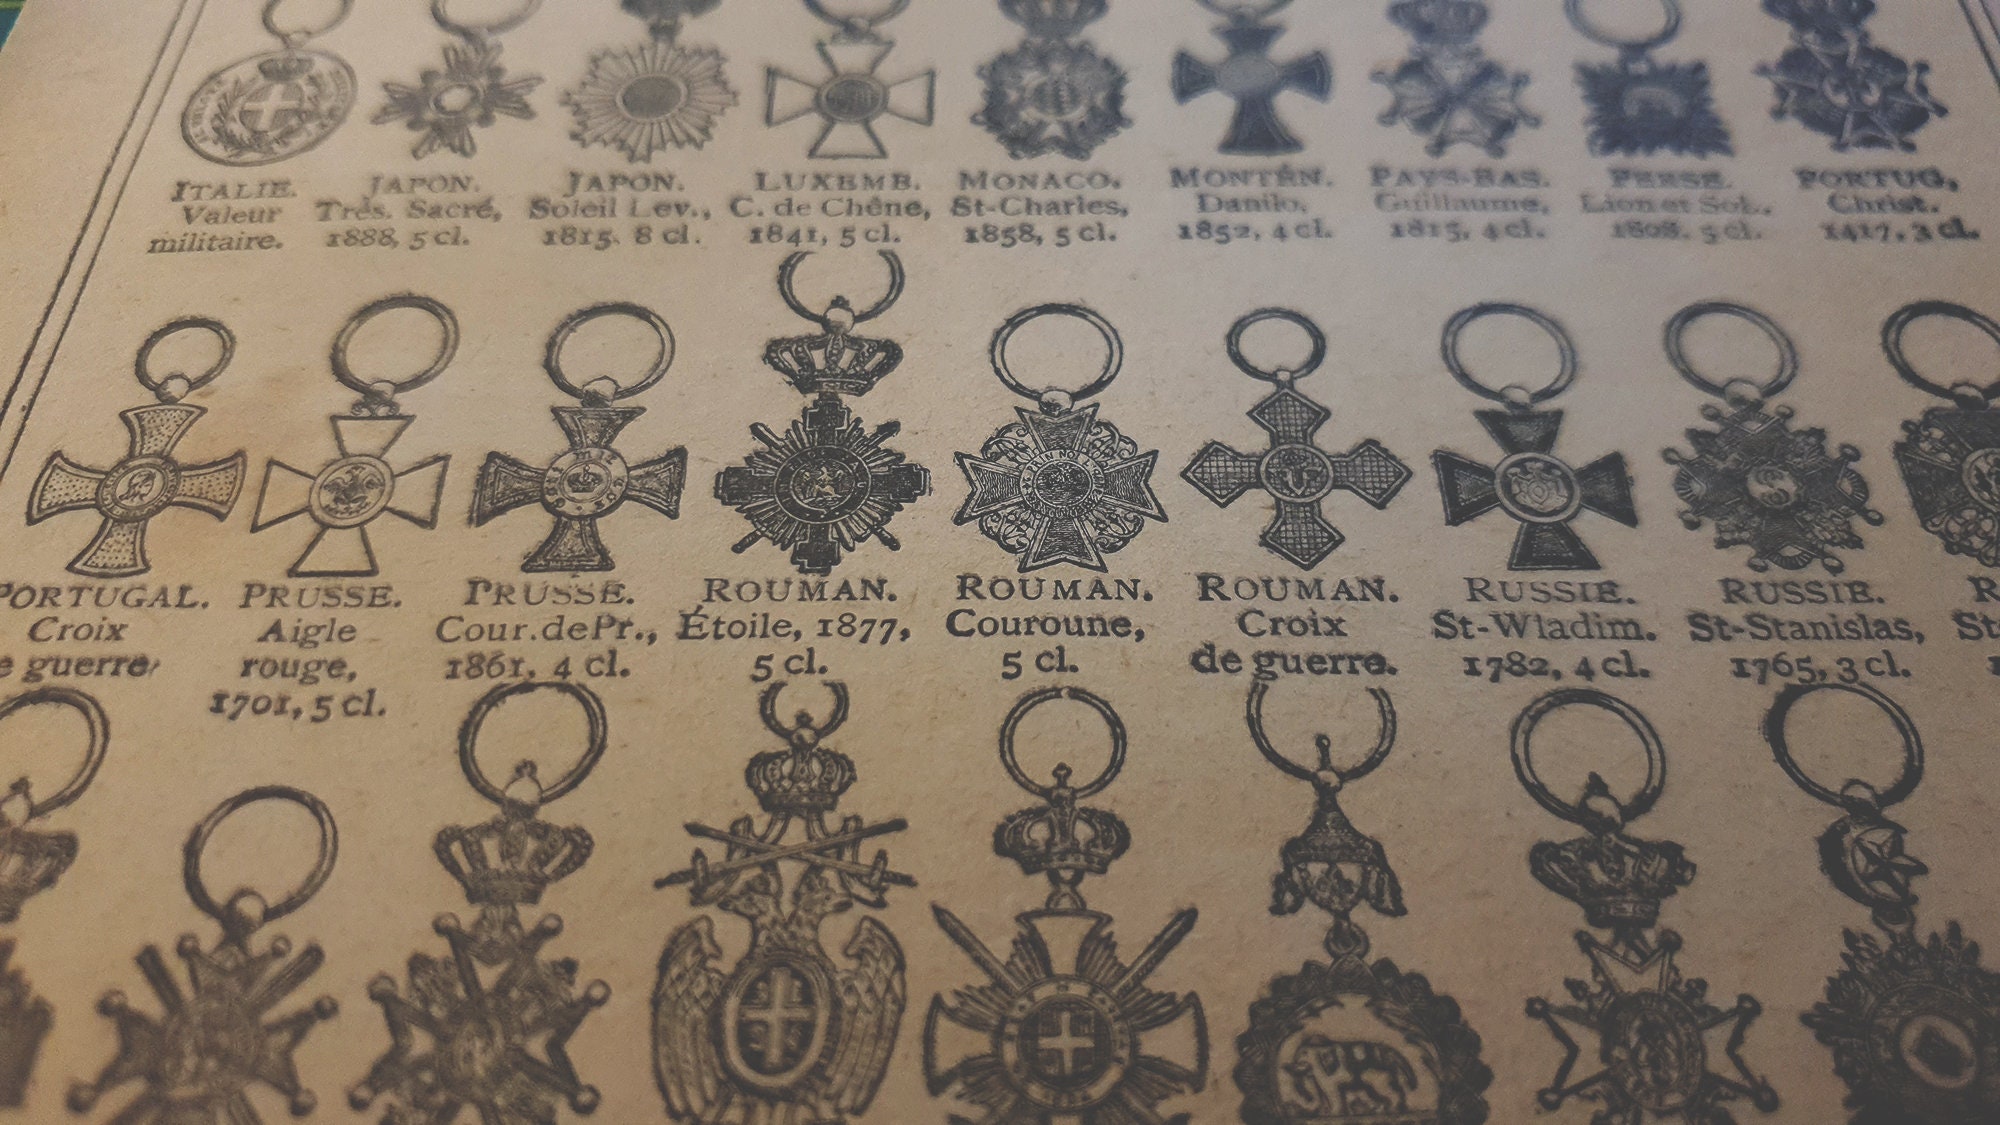 ITALIE.
Valeur
militaire.
JAPON.
Très. Sacré,
1888, 5 cl.
JAPON.
Soleil Lev.,
1815. 8 cl.
LUXEMB.
C. de Chêne,
1841, 5 cl.
MONACO.
St-Charles,
1858, 5 cl.
MONTÉN.
Danilo,
1852, 4 cl.
PAYS-BAS.
Guillaume,
1815, 4 cl.
PERSE.
Lion et Sol.,
1808. 5 cl.
PORTUG,
Christ.
1417. 3 cl.
PORTUGAL.
Croix
e guerre
PRUSSE.
Aigle
rouge,
1701, 5 cl.
PRUSSE.
Cour. de Pr.,
1861, 4 cl.
ROUMAN.
Étoile, 1877,
5 cl.
ROUMAN.
Couroune,
5 cl.
ROUMAN.
Croix
de guerre.
RUSSIE.
St-Wladim.
1782, 4 cl.
RUSSIE.
St-Stanislas,
1765, 3 cl.